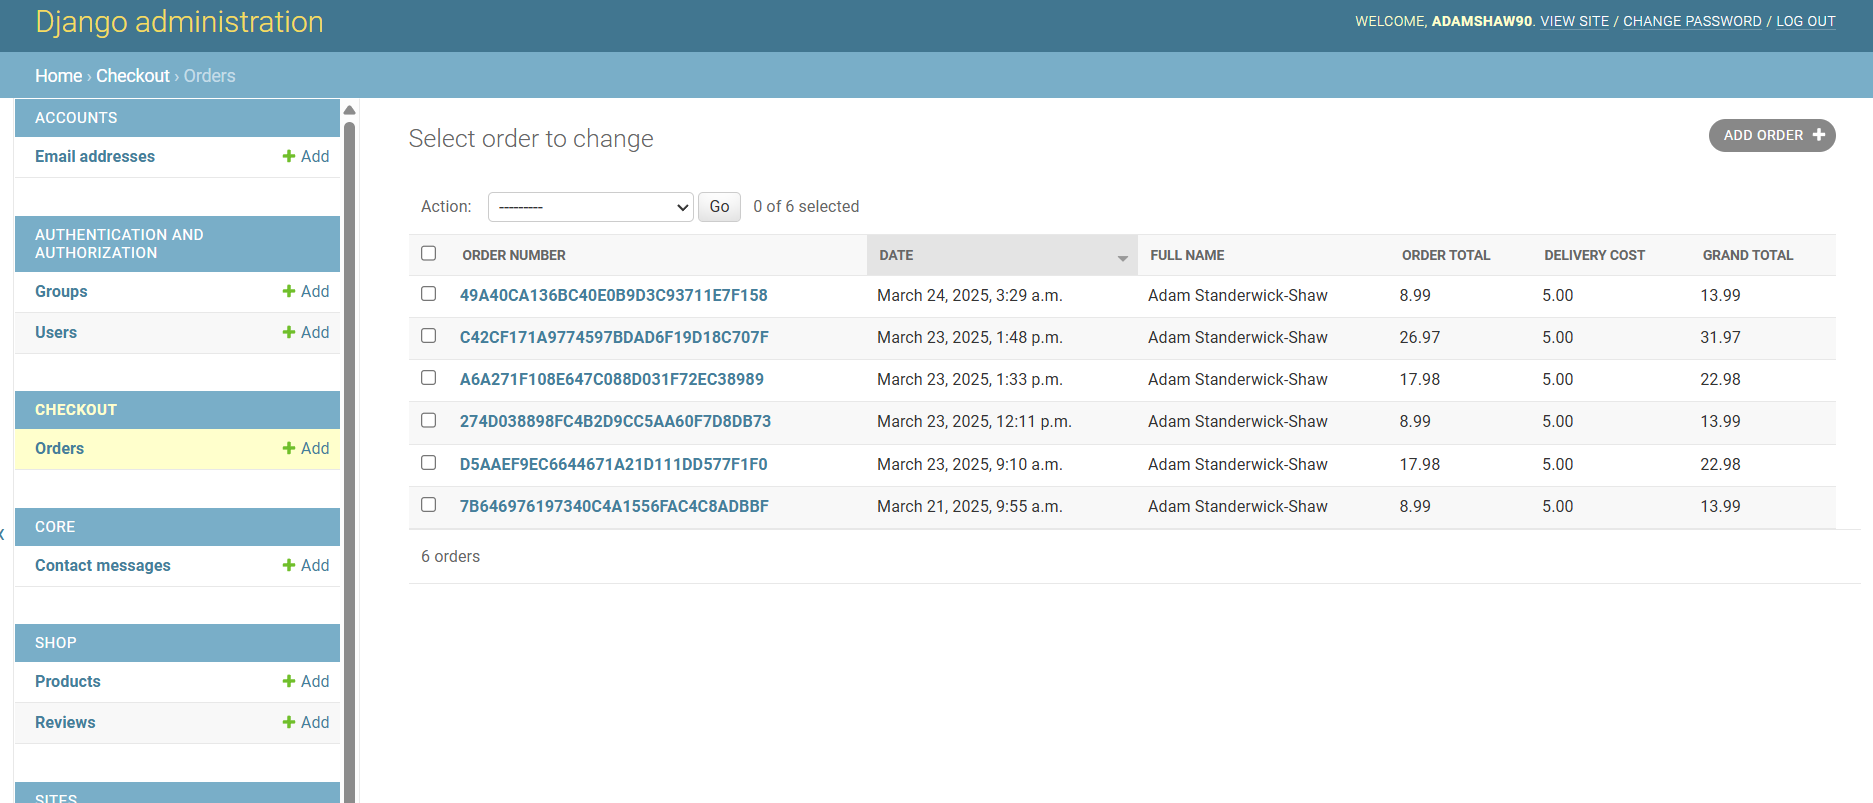 Django administration
WELCOME, ADAMSHAW90. VIEW SITE / CHANGE PASSWORD / LOG OUT
Home › Checkout › Orders
ACCOUNTS
Email addresses + Add
AUTHENTICATION AND
AUTHORIZATION
Groups + Add
Users + Add
CHECKOUT
Orders + Add
CORE
Contact messages + Add
SHOP
Products + Add
Reviews + Add
SITES
Select order to change
ADD ORDER +
Action: --------- Go 0 of 6 selected
ORDER NUMBER DATE FULL NAME ORDER TOTAL DELIVERY COST GRAND TOTAL
49A40CA136BC40E0B9D3C93711E7F158 March 24, 2025, 3:29 a.m. Adam Standerwick-Shaw 8.99 5.00 13.99
C42CF171A9774597BDAD6F19D18C707F March 23, 2025, 1:48 p.m. Adam Standerwick-Shaw 26.97 5.00 31.97
A6A271F108E647C088D031F72EC38989 March 23, 2025, 1:33 p.m. Adam Standerwick-Shaw 17.98 5.00 22.98
274D038898FC4B2D9CC5AA60F7D8DB73 March 23, 2025, 12:11 p.m. Adam Standerwick-Shaw 8.99 5.00 13.99
D5AAEF9EC6644671A21D111DD577F1F0 March 23, 2025, 9:10 a.m. Adam Standerwick-Shaw 17.98 5.00 22.98
7B646976197340C4A1556FAC4C8ADBBF March 21, 2025, 9:55 a.m. Adam Standerwick-Shaw 8.99 5.00 13.99
6 orders